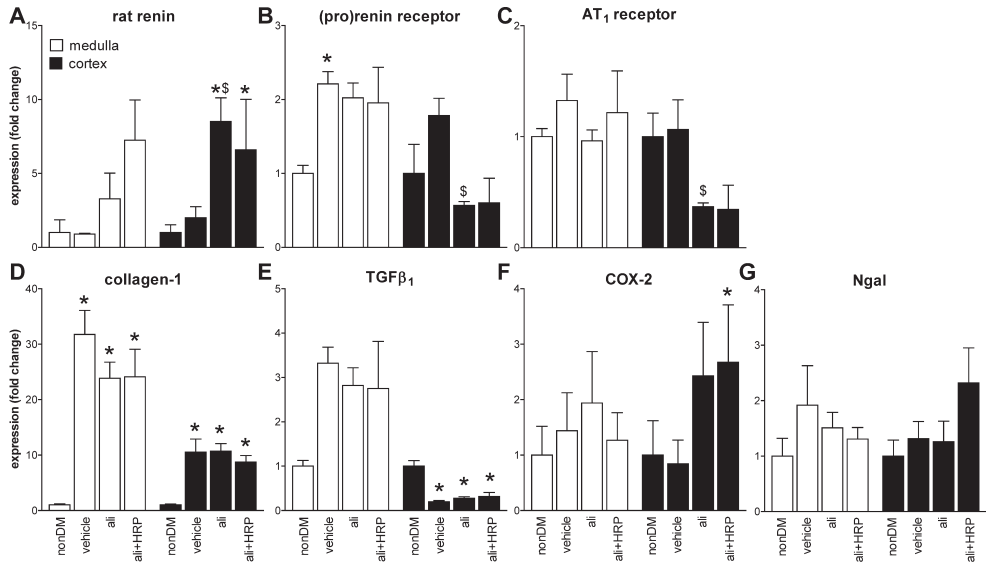 A rat renin
B (pro)renin receptor
C AT1 receptor
expression (fold change)
15
10
5
0
medulla
cortex
*$ *
3
2
1
0
*
$
2
1
0
$
D collagen-1
E TGFβ1
F COX-2
G Ngal
expression (fold change)
40
30
20
10
0
* * * * * *
5
4
3
2
1
0
* * *
4
3
2
1
0
*
4
3
2
1
0
nonDM vehicle ali ali+HRP nonDM vehicle ali ali+HRP
nonDM vehicle ali ali+HRP nonDM vehicle ali ali+HRP
nonDM vehicle ali ali+HRP nonDM vehicle ali ali+HRP
nonDM vehicle ali ali+HRP nonDM vehicle ali ali+HRP